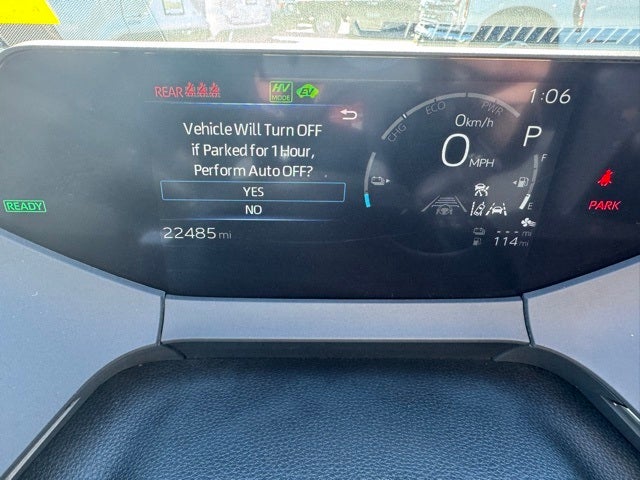 REAR
HV
MODE
EV
1:06
Vehicle Will Turn OFF
if Parked for 1 Hour,
Perform Auto OFF?
YES
NO
22485 mi
CHG
ECO
PWR
0 km/h
0 MPH
P
F
E
--- mi
114 mi
READY
PARK